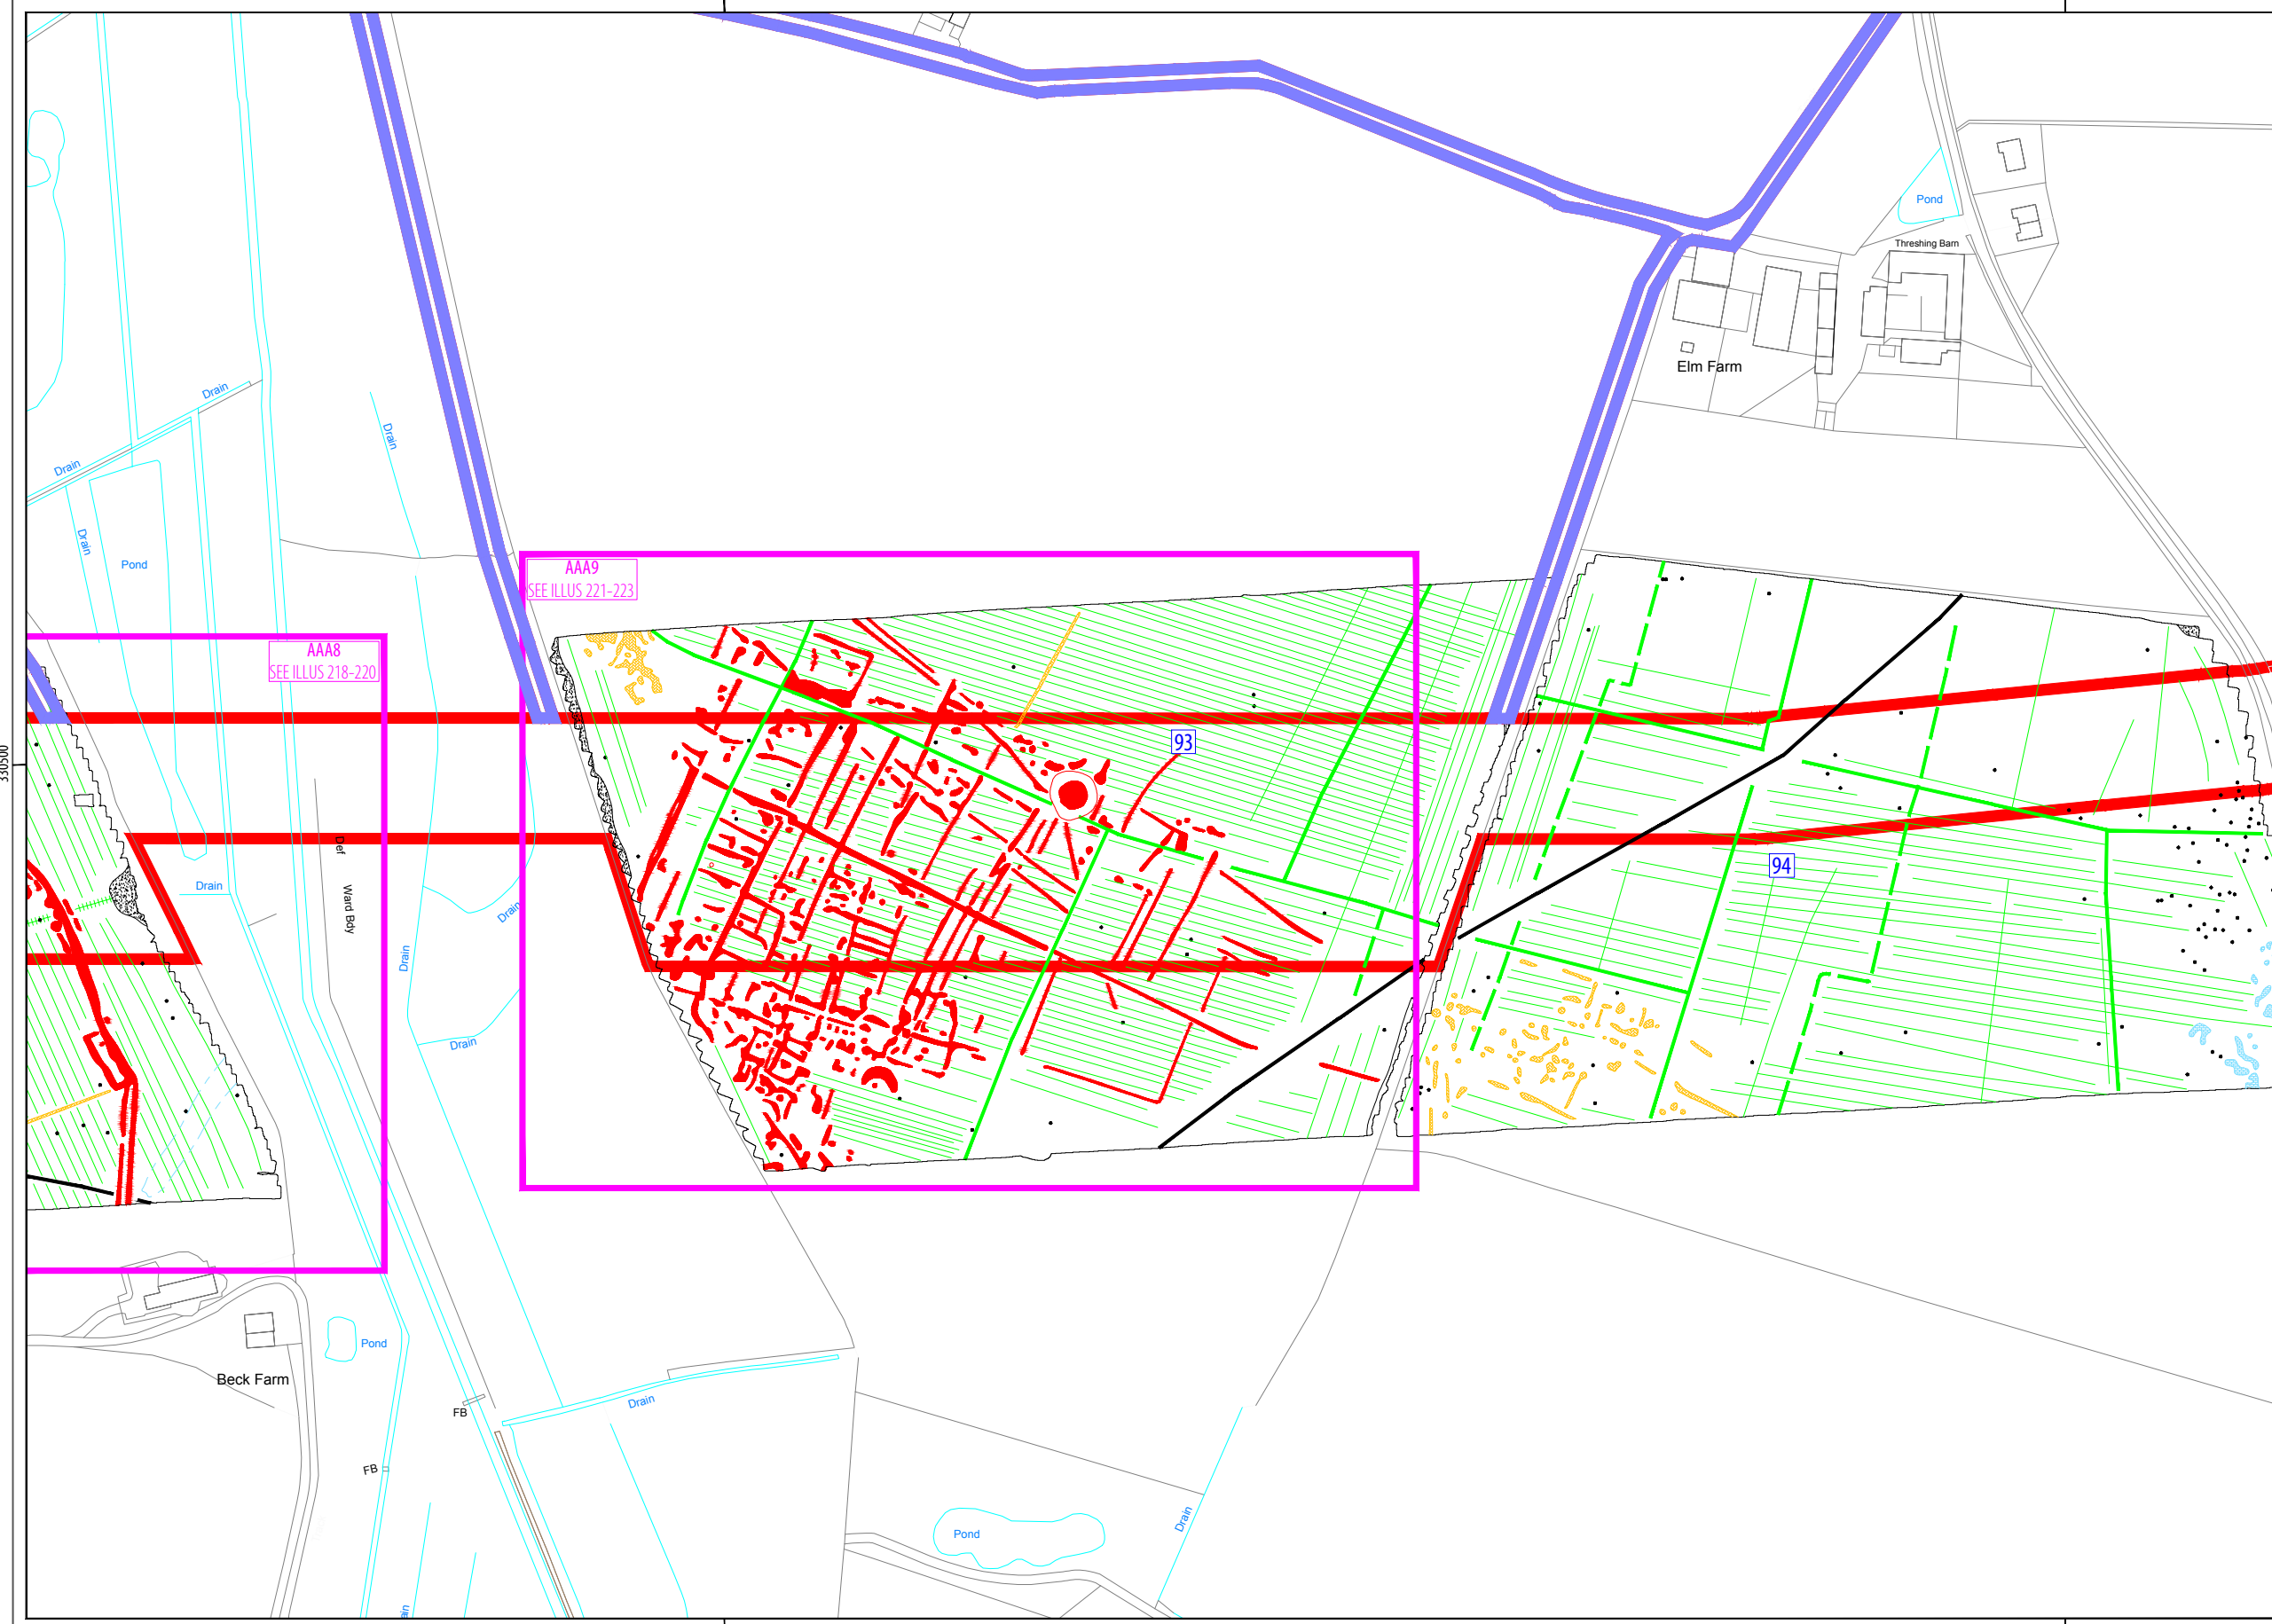 Pond
Threshing Barn
Elm Farm
Drain
Drain
Drain
Drain
Pond
AAA9
SEE ILLUS 221-223
AAA8
SEE ILLUS 218-220
93
330500
Def
94
Drain
Ward Bdy
Drain
Drain
Drain
Pond
Beck Farm
Drain
FB
FB
Pond
Drain